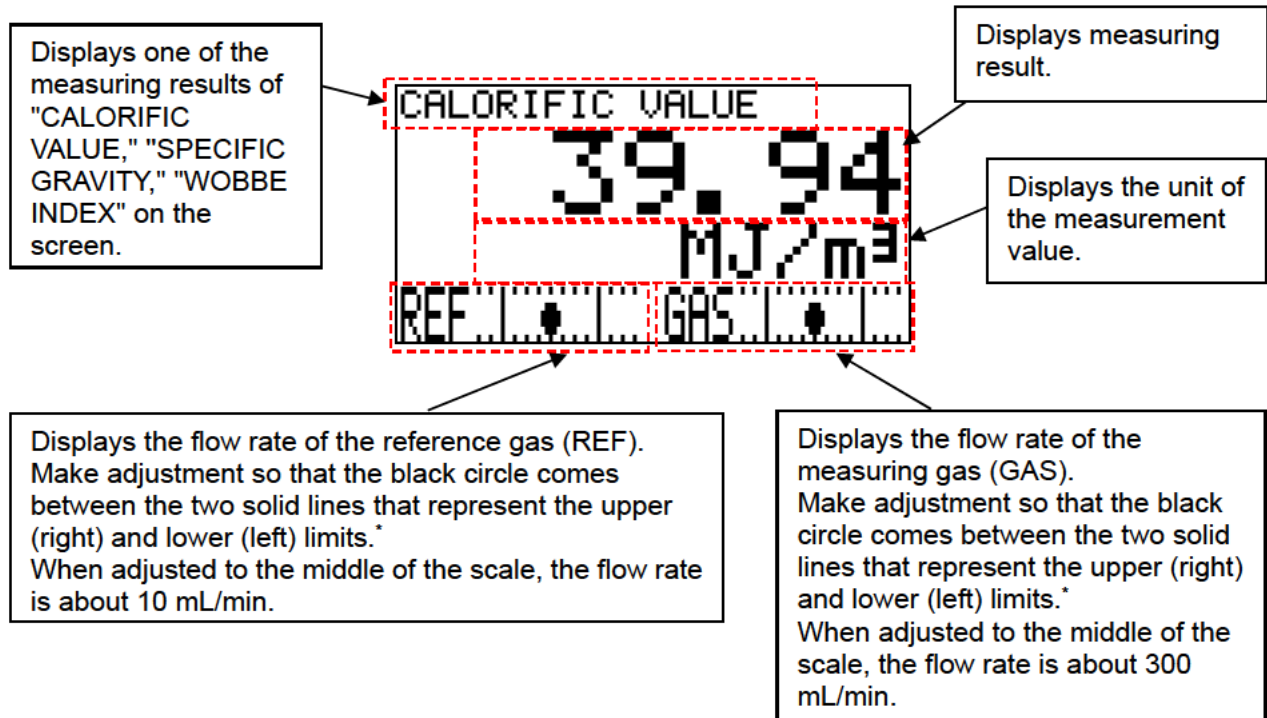 Displays one of the
measuring results of
"CALORIFIC
VALUE," "SPECIFIC
GRAVITY," "WOBBE
INDEX" on the
screen.
Displays measuring
result.
CALORIFIC VALUE
39.94
MJ/m³
REF
GAS
Displays the unit of
the measurement
value.
Displays the flow rate of the reference gas (REF).
Make adjustment so that the black circle comes
between the two solid lines that represent the upper
(right) and lower (left) limits.*
When adjusted to the middle of the scale, the flow rate
is about 10 mL/min.
Displays the flow rate of the
measuring gas (GAS).
Make adjustment so that the black
circle comes between the two solid
lines that represent the upper (right)
and lower (left) limits.*
When adjusted to the middle of the
scale, the flow rate is about 300
mL/min.